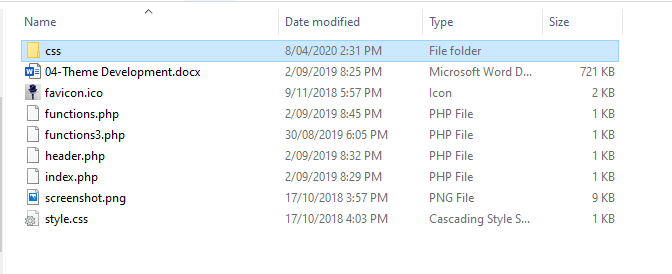 Name Date modified Type Size
css 8/04/2020 2:31 PM File folder
04-Theme Development.docx 2/09/2019 8:25 PM Microsoft Word D... 721 KB
favicon.ico 9/11/2018 5:57 PM Icon 2 KB
functions.php 2/09/2019 8:45 PM PHP File 1 KB
functions3.php 30/08/2019 6:05 PM PHP File 1 KB
header.php 2/09/2019 8:32 PM PHP File 1 KB
index.php 2/09/2019 8:29 PM PHP File 1 KB
screenshot.png 17/10/2018 3:57 PM PNG File 9 KB
style.css 17/10/2018 4:03 PM Cascading Style S... 1 KB